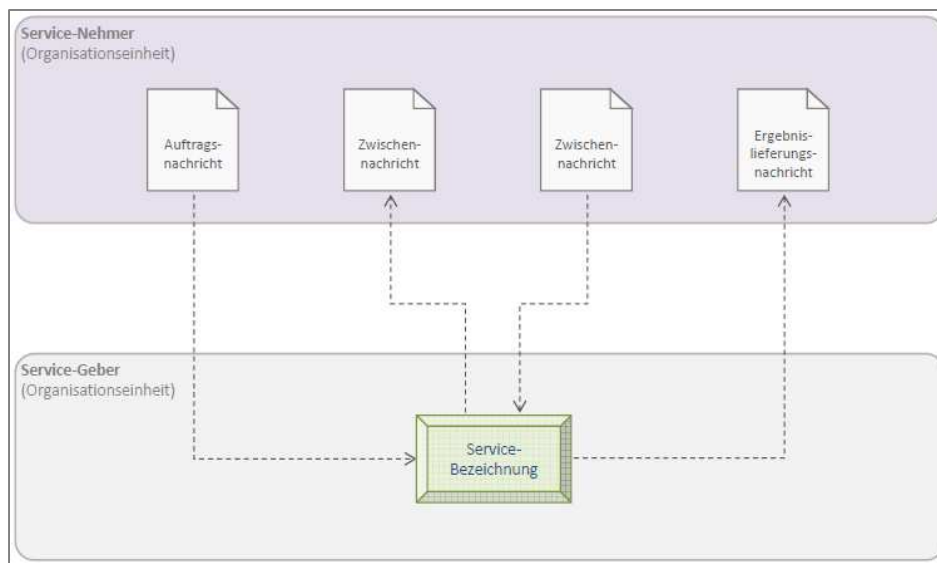 Service-Nehmer
(Organisationseinheit)
Auftrags-
nachricht
Zwischen-
nachricht
Zwischen-
nachricht
Ergebnis-
lieferungs-
nachricht
Service-Geber
(Organisationseinheit)
Service-
Bezeichnung